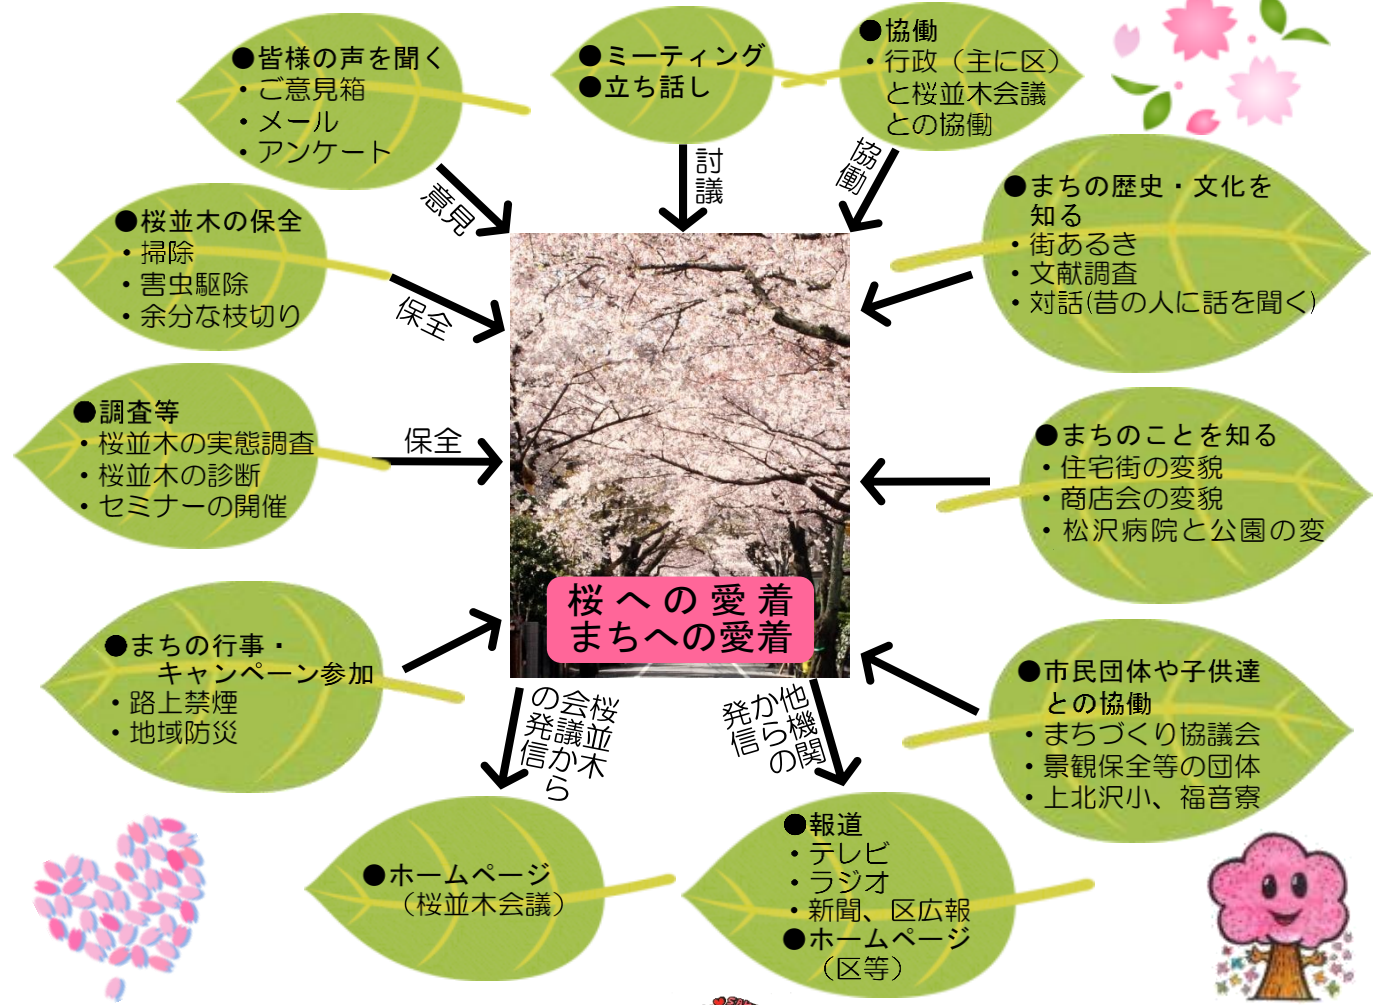 ●皆様の声を聞く
・ご意見箱
・メール
・アンケート
意見
●ミーティング
●立ち話し
討議
●協働
・行政（主に区）
と桜並木会議
との協働
協働
●桜並木の保全
・掃除
・害虫駆除
・余分な枝切り
保全
●まちの歴史・文化を
知る
・街あるき
・文献調査
・対話(昔の人に話を聞く)
●調査等
・桜並木の実態調査
・桜並木の診断
・セミナーの開催
保全
●まちのことを知る
・住宅街の変貌
・商店会の変貌
・松沢病院と公園の変
桜への愛着
まちへの愛着
●まちの行事・
キャンペーン参加
・路上禁煙
・地域防災
●市民団体や子供達
との協働
・まちづくり協議会
・景観保全等の団体
・上北沢小、福音寮
桜並木
会議から
の発信
他機関
からの
発信
●ホームページ
（桜並木会議）
●報道
・テレビ
・ラジオ
・新聞、区広報
●ホームページ
（区等）